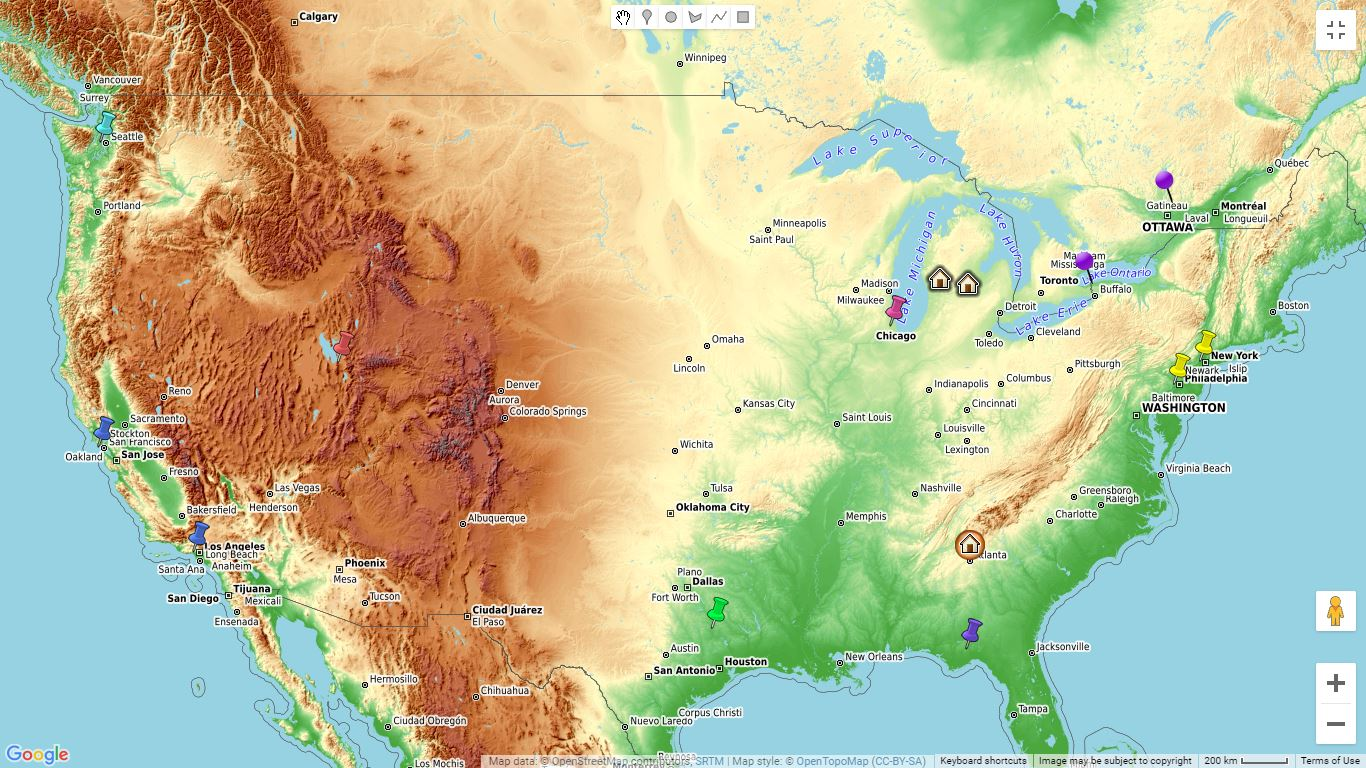 Calgary
Winnipeg
Vancouver
Surrey
Seattle
Québec
Lake Superior
Portland
Gatineau
Montréal
Laval
Longueuil
OTTAWA
Minneapolis
Saint Paul
Lake Michigan
Lake Huron
Toronto
Lake Ontario
Madison
Milwaukee
Buffalo
Detroit
Lake Erie
Boston
Chicago
Toledo
Cleveland
Omaha
Lincoln
New York
Newark
Islip
Philadelphia
Pittsburgh
Denver
Aurora
Colorado Springs
Reno
Indianapolis
Columbus
Baltimore
WASHINGTON
Kansas City
Cincinnati
Sacramento
Stockton
San Francisco
Oakland
San Jose
Saint Louis
Louisville
Lexington
Wichita
Fresno
Virginia Beach
Las Vegas
Henderson
Tulsa
Nashville
Greensboro
Raleigh
Bakersfield
Oklahoma City
Memphis
Charlotte
Albuquerque
Los Angeles
Long Beach
Anaheim
Santa Ana
Phoenix
Mesa
Plano
Dallas
Fort Worth
Tijuana
San Diego
Mexicali
Tucson
Ensenada
Ciudad Juárez
El Paso
Austin
Houston
San Antonio
New Orleans
Jacksonville
Hermosillo
Chihuahua
Ciudad Obregón
Nuevo Laredo
Corpus Christi
Tampa
Los Mochis
Google
Map data: © OpenStreetMap contributors, SRTM | Map style: © OpenTopoMap (CC-BY-SA)
Keyboard shortcuts
Image may be subject to copyright
200 km
Terms of Use